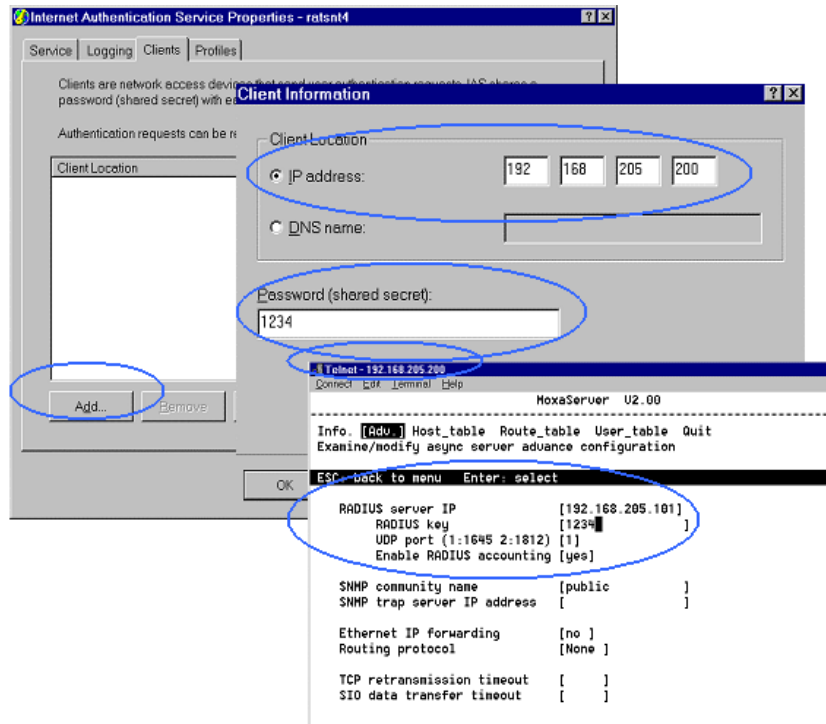 Internet Authentication Service Properties - ratsnt4
Service Logging Clients Profiles
Clients are network access devices that send user authentication requests. IAS shares a
password (shared secret) with ea
Authentication requests can be re
Client Location
Add...
Remove
Client Information
Client Location
IP address: 192 168 205 200
DNS name:
Password (shared secret):
1234
OK
Telnet - 192.168.205.200
Connect Edit Terminal Help
MoxaServer V2.00
Info. [Adv.] Host_table Route_table User_table Quit
Examine/modify async server advance configuration
ESC: back to menu Enter: select
RADIUS server IP [192.168.205.101]
RADIUS key [1234 ]
UDP port (1:1645 2:1812) [1]
Enable RADIUS accounting [yes]
SNMP community name [public ]
SNMP trap server IP address [ ]
Ethernet IP forwarding [no ]
Routing protocol [None ]
TCP retransmission timeout [ ]
SIO data transfer timeout [ ]